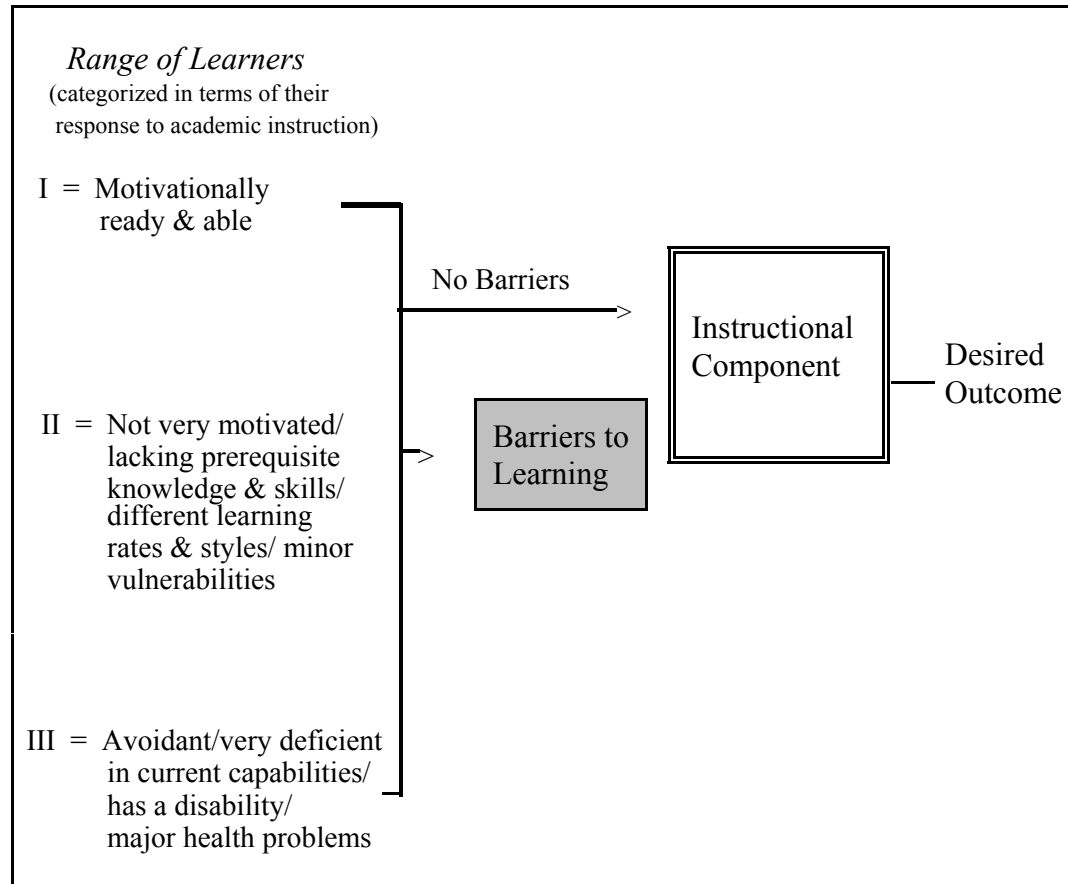 Range of Learners
(categorized in terms of their
response to academic instruction)
I = Motivationally
ready & able
No Barriers
Instructional
Component
Desired
Outcome
II = Not very motivated/
lacking prerequisite
knowledge & skills/
different learning
rates & styles/ minor
vulnerabilities
Barriers to
Learning
III = Avoidant/very deficient
in current capabilities/
has a disability/
major health problems